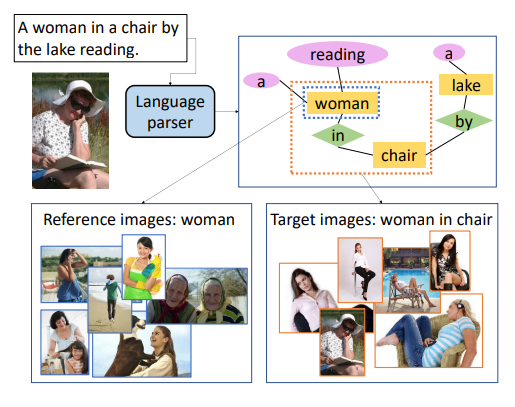 A woman in a chair by
the lake reading.
Language
parser
reading
a
a
woman
lake
in
by
chair
Reference images: woman
Target images: woman in chair